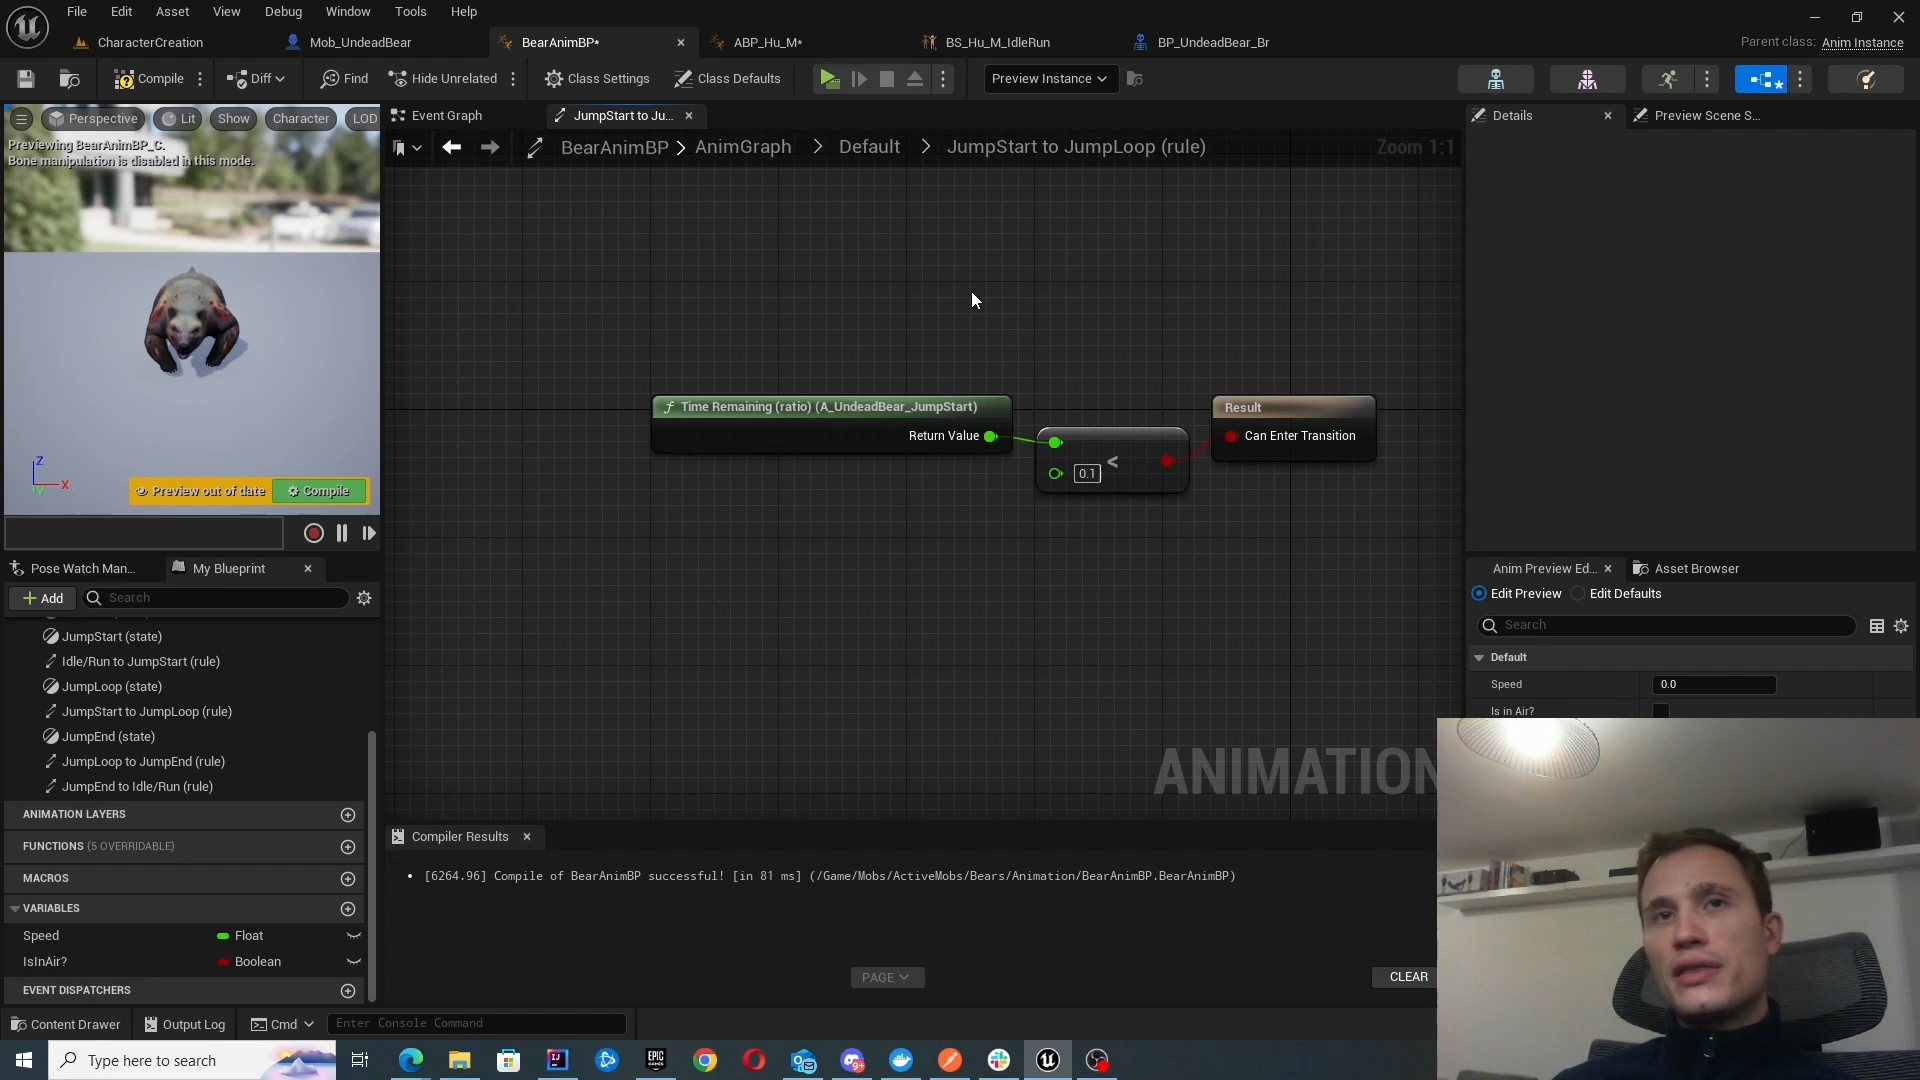 File Edit Asset View Debug Window Tools Help
CharacterCreation Mob_UndeadBear BearAnimBP* ABP_Hu_M* BS_Hu_M_IdleRun BP_UndeadBear_Br Parent class: Anim Instance
Compile Diff Find Hide Unrelated Class Settings Class Defaults Preview Instance
Perspective Lit Show Character LOD
Previewing BearAnimBP_C.
Bone manipulation is disabled in this mode.
Z
X
Y
Preview out of date Compile
Event Graph JumpStart to Ju...
BearAnimBP > AnimGraph > Default > JumpStart to JumpLoop (rule) Zoom 1:1
Time Remaining (ratio) (A_UndeadBear_JumpStart)
Return Value
<
0.1
Result
Can Enter Transition
ANIMATION
Details Preview Scene S...
Pose Watch Man... My Blueprint
Add Search
JumpStart (state)
Idle/Run to JumpStart (rule)
JumpLoop (state)
JumpStart to JumpLoop (rule)
JumpEnd (state)
JumpLoop to JumpEnd (rule)
JumpEnd to Idle/Run (rule)
ANIMATION LAYERS
FUNCTIONS (5 OVERRIDABLE)
MACROS
VARIABLES
Speed Float
IsInAir? Boolean
EVENT DISPATCHERS
Compiler Results
• [6264.96] Compile of BearAnimBP successful! [in 81 ms] (/Game/Mobs/ActiveMobs/Bears/Animation/BearAnimBP.BearAnimBP)
PAGE CLEAR
Anim Preview Ed... Asset Browser
Edit Preview Edit Defaults
Search
Default
Speed 0.0
Is in Air?
Content Drawer Output Log Cmd Enter Console Command
Type here to search
IJ
EPIC GAMES
9+